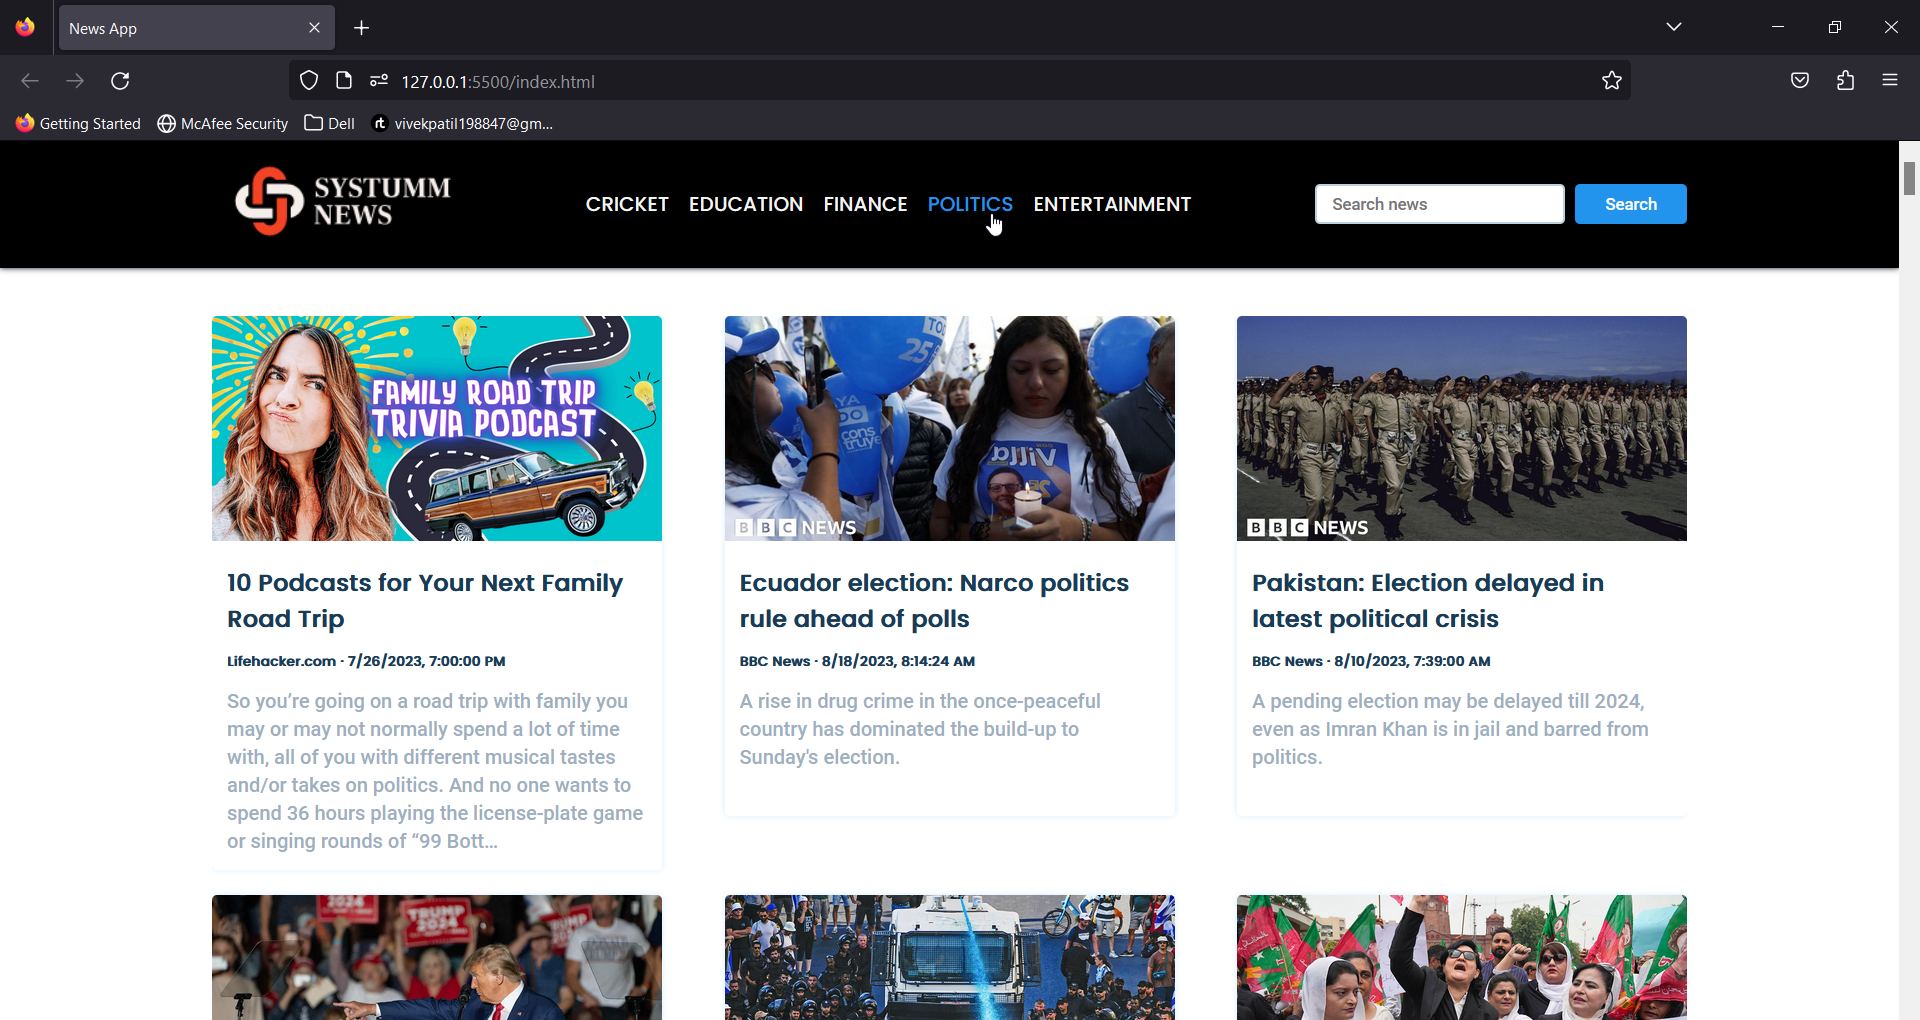 News App
127.0.0.1:5500/index.html
Getting Started
McAfee Security
Dell
vivekpatil198847@gm...
SYSTUMM
NEWS
CRICKET
EDUCATION
FINANCE
POLITICS
ENTERTAINMENT
Search news
Search
FAMILY ROAD TRIP
TRIVIA PODCAST
25
BBC NEWS
BBC NEWS
10 Podcasts for Your Next Family
Road Trip
Lifehacker.com · 7/26/2023, 7:00:00 PM
So you’re going on a road trip with family you
may or may not normally spend a lot of time
with, all of you with different musical tastes
and/or takes on politics. And no one wants to
spend 36 hours playing the license-plate game
or singing rounds of “99 Bott…
Ecuador election: Narco politics
rule ahead of polls
BBC News · 8/18/2023, 8:14:24 AM
A rise in drug crime in the once-peaceful
country has dominated the build-up to
Sunday's election.
Pakistan: Election delayed in
latest political crisis
BBC News · 8/10/2023, 7:39:00 AM
A pending election may be delayed till 2024,
even as Imran Khan is in jail and barred from
politics.
2024
TRUMP